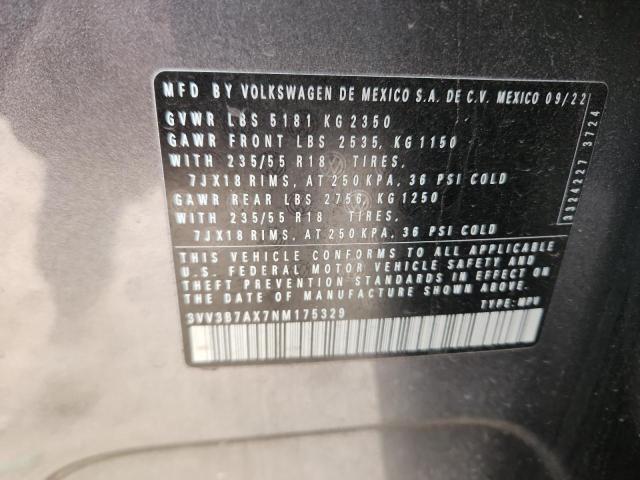 MFD BY VOLKSWAGEN DE MEXICO S.A. DE C.V. MEXICO 09/22
GVWR LBS 5181 KG 2350
GAWR FRONT LBS 2535, KG 1150
WITH 235/55 R18 TIRES,
7JX18 RIMS, AT 250 KPA, 36 PSI COLD
GAWR REAR LBS 2756, KG 1250
WITH 235/55 R18 TIRES,
7JX18 RIMS, AT 250 KPA, 36 PSI COLD
THIS VEHICLE CONFORMS TO ALL APPLICABLE
U.S. FEDERAL MOTOR VEHICLE SAFETY AND
THEFT PREVENTION STANDARDS IN EFFECT ON
THE DATE OF MANUFACTURE SHOWN ABOVE.
3VV3B7AX7NM175329 TYPE: MPV
3324227 3724